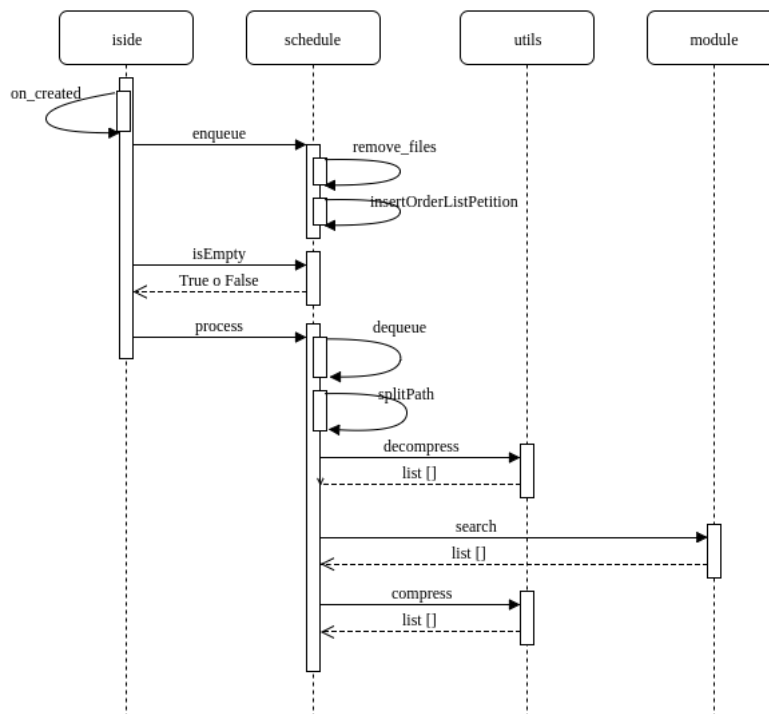 iside
schedule
utils
module
on_created
enqueue
remove_files
insertOrderListPetition
isEmpty
True o False
process
dequeue
splitPath
decompress
list []
search
list []
compress
list []